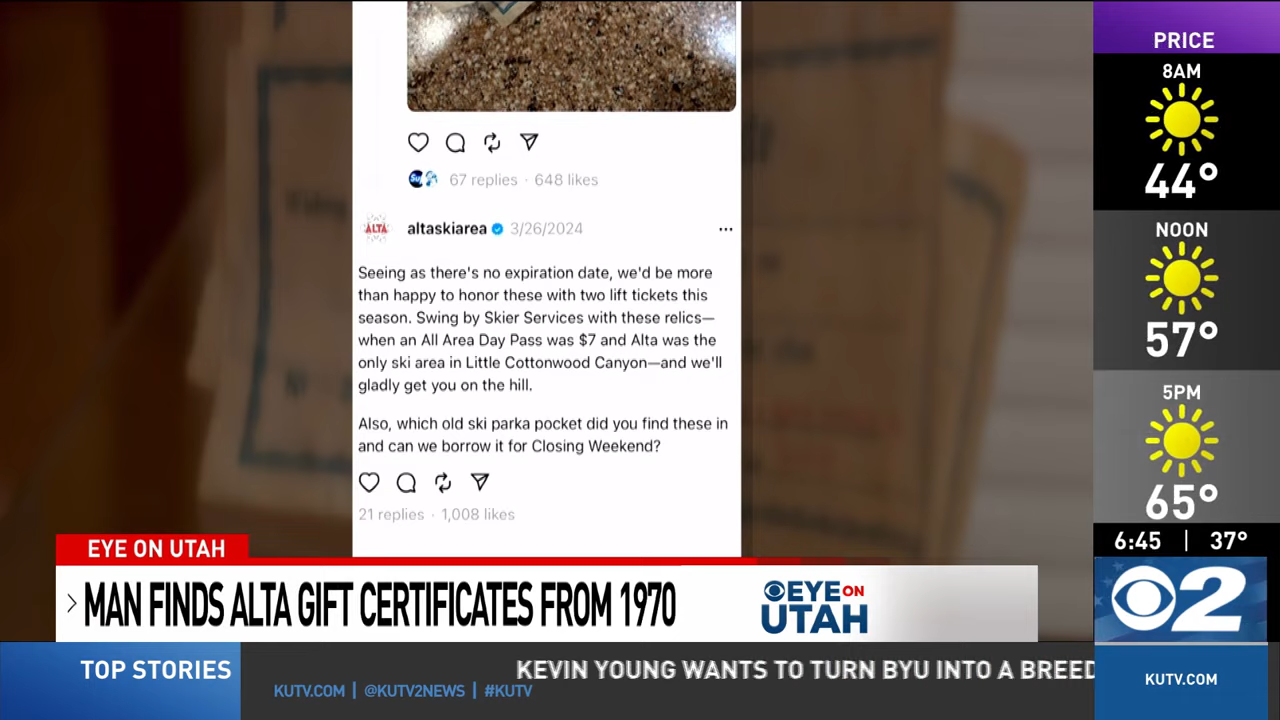 67 replies · 648 likes
ALTA
altaskiarea 3/26/2024
Seeing as there's no expiration date, we'd be more
than happy to honor these with two lift tickets this
season. Swing by Skier Services with these relics—
when an All Area Day Pass was $7 and Alta was the
only ski area in Little Cottonwood Canyon—and we'll
gladly get you on the hill.
Also, which old ski parka pocket did you find these in
and can we borrow it for Closing Weekend?
21 replies · 1,008 likes
EYE ON UTAH
MAN FINDS ALTA GIFT CERTIFICATES FROM 1970
EYE ON
UTAH
TOP STORIES
KEVIN YOUNG WANTS TO TURN BYU INTO A BREED
KUTV.COM | @KUTV2NEWS | #KUTV
PRICE
8AM
44°
NOON
57°
5PM
65°
6:45 | 37°
2
KUTV.COM